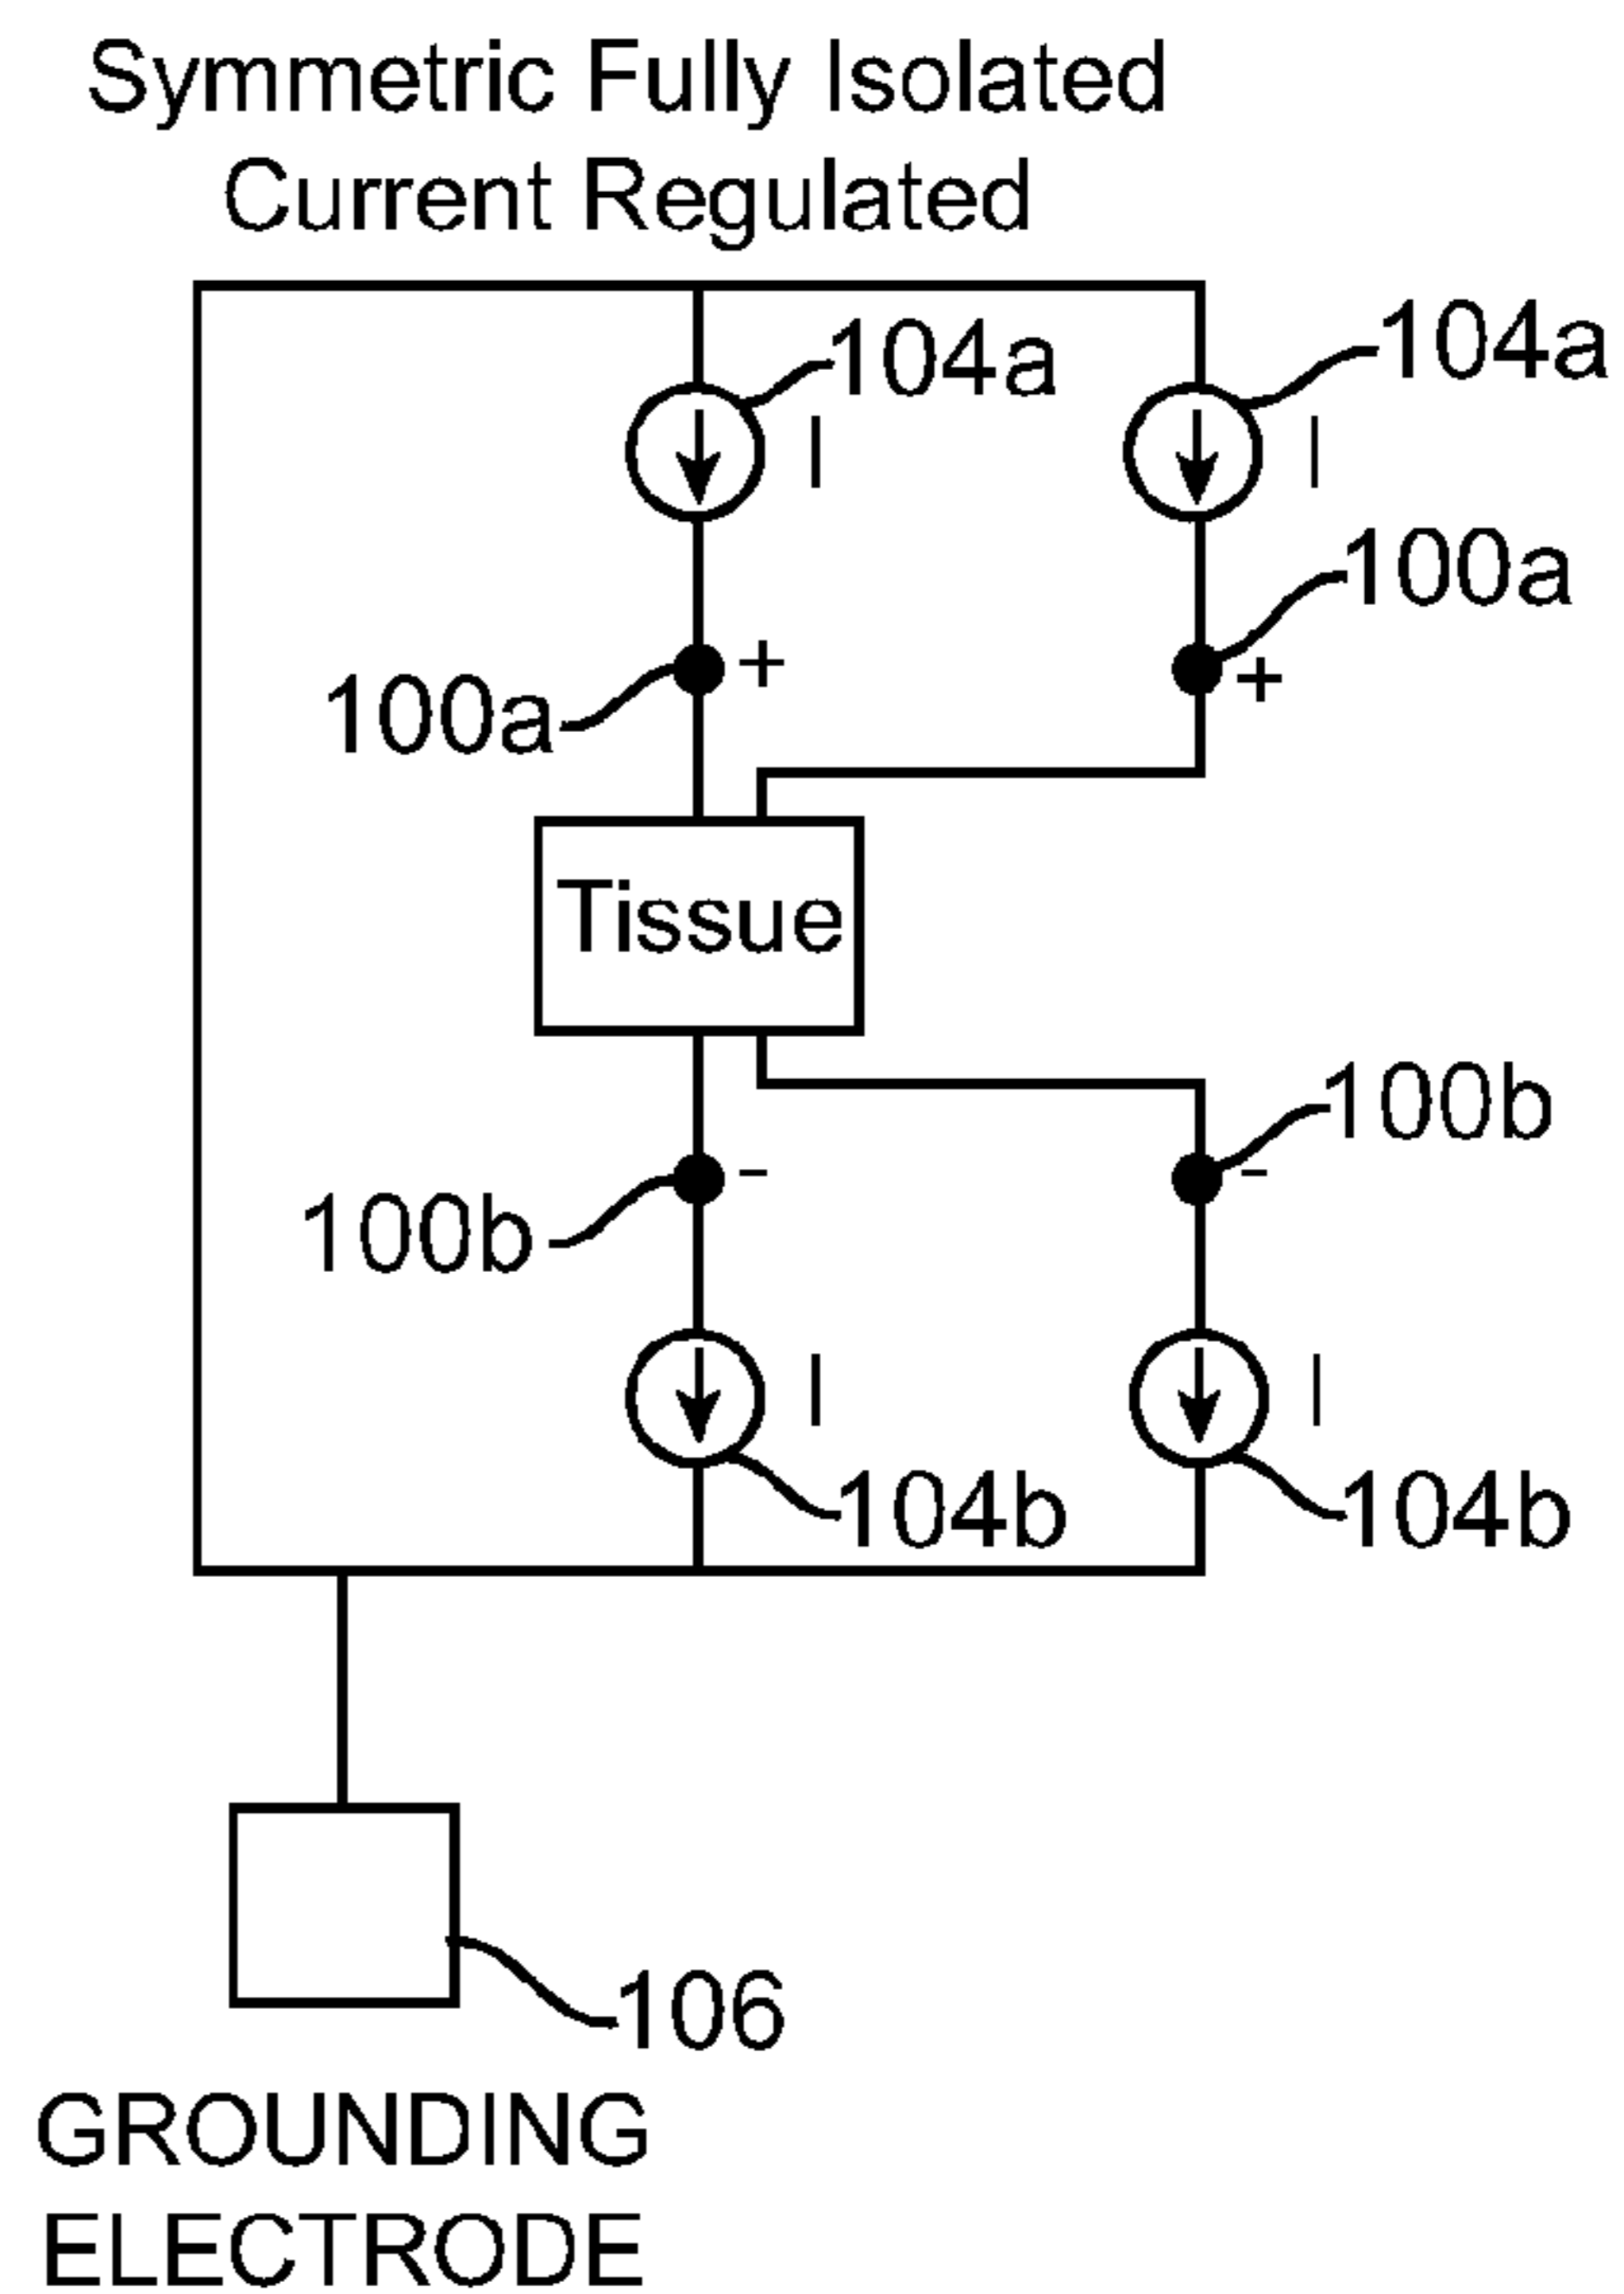 Symmetric Fully Isolated
Current Regulated
104a
104a
I
I
100a
+
+
100a
Tissue
100b
-
-
100b
I
I
104b
104b
106
GROUNDING
ELECTRODE